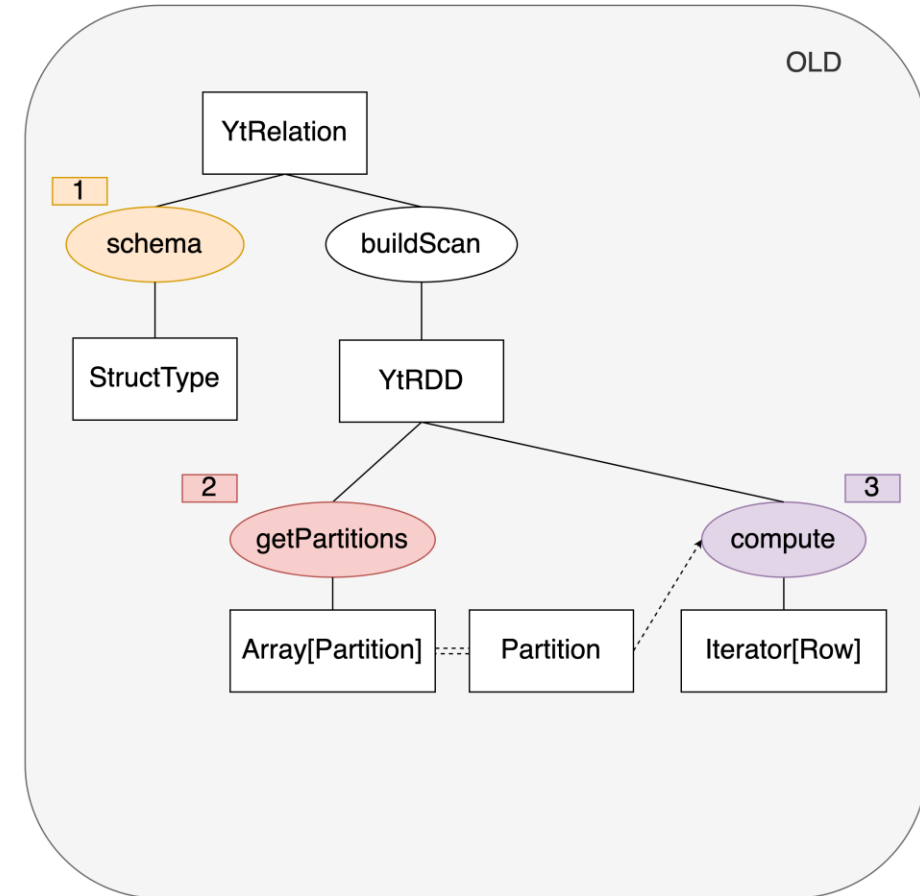 OLD
YtRelation
1
schema
buildScan
StructType
YtRDD
2
3
getPartitions
compute
Array[Partition]
Partition
Iterator[Row]